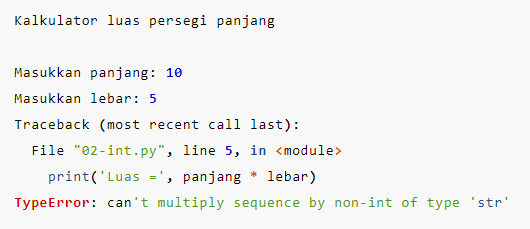 Kalkulator luas persegi panjang
Masukkan panjang: 10
Masukkan lebar: 5
Traceback (most recent call last):
File "02-int.py", line 5, in <module>
print('Luas =', panjang * lebar)
TypeError: can't multiply sequence by non-int of type 'str'